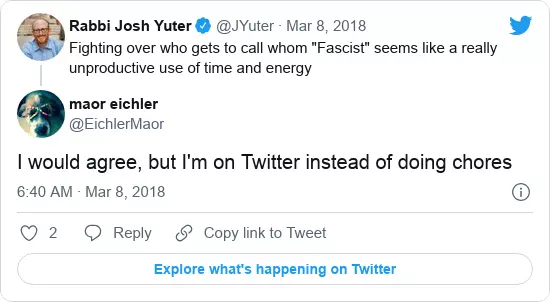 Rabbi Josh Yuter @JYuter · Mar 8, 2018
Fighting over who gets to call whom "Fascist" seems like a really
unproductive use of time and energy
maor eichler
@EichlerMaor
I would agree, but I'm on Twitter instead of doing chores
6:40 AM · Mar 8, 2018
2 Reply Copy link to Tweet
Explore what's happening on Twitter